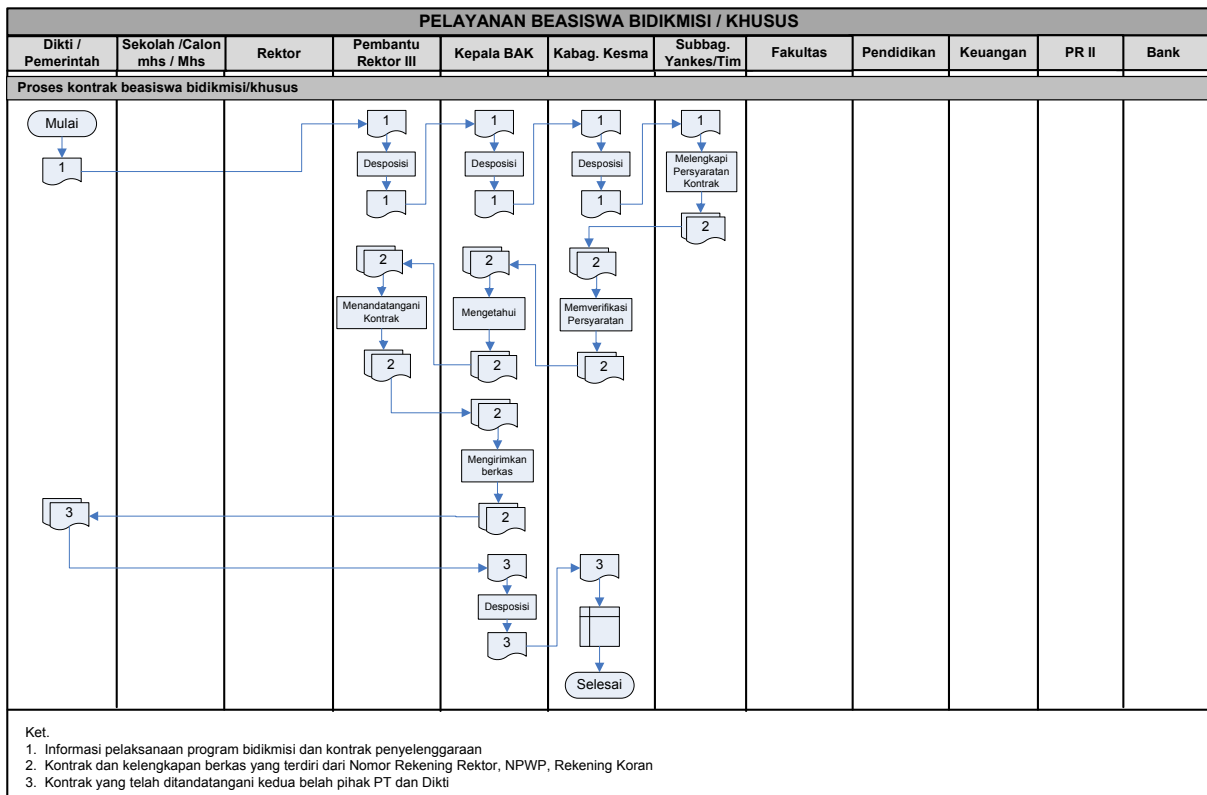 PELAYANAN BEASISWA BIDIKMISI / KHUSUS
Dikti / Pemerintah
Sekolah /Calon mhs / Mhs
Rektor
Pembantu Rektor III
Kepala BAK
Kabag. Kesma
Subbag. Yankes/Tim
Fakultas
Pendidikan
Keuangan
PR II
Bank
Proses kontrak beasiswa bidikmisi/khusus
Mulai
1
1
1
1
1
Desposisi
Desposisi
Desposisi
Melengkapi
Persyaratan
Kontrak
1
1
1
2
2
2
2
Menandatangani
Kontrak
Mengetahui
Memverifikasi
Persyaratan
2
2
2
2
Mengirimkan
berkas
3
2
3
3
Desposisi
3
Selesai
Ket.
1. Informasi pelaksanaan program bidikmisi dan kontrak penyelenggaraan
2. Kontrak dan kelengkapan berkas yang terdiri dari Nomor Rekening Rektor, NPWP, Rekening Koran
3. Kontrak yang telah ditandatangani kedua belah pihak PT dan Dikti